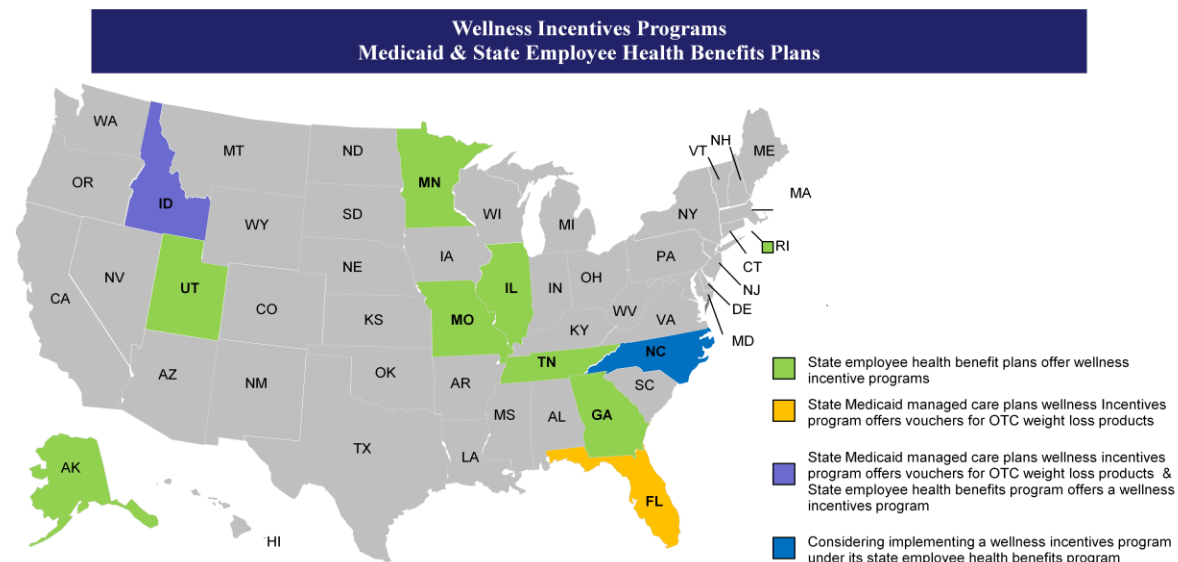 Wellness Incentives Programs
Medicaid & State Employee Health Benefits Plans
WA
MT
ND
MN
VT
NH
ME
OR
ID
SD
WI
MI
NY
MA
WY
RI
IA
PA
CT
NV
NE
NJ
UT
IL
IN
OH
DE
CA
CO
WV
VA
MD
KS
MO
KY
NC
TN
AZ
NM
OK
AR
SC
MS
AL
GA
TX
LA
AK
FL
HI
State employee health benefit plans offer wellness
incentive programs
State Medicaid managed care plans wellness Incentives
program offers vouchers for OTC weight loss products
State Medicaid managed care plans wellness incentives
program offers vouchers for OTC weight loss products &
State employee health benefits program offers a wellness
incentives program
Considering implementing a wellness incentives program
under its state employee health benefits program